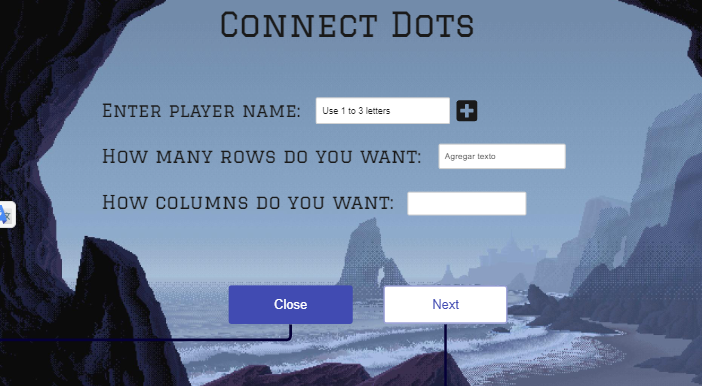 Connect Dots
Enter player name: Use 1 to 3 letters
How many rows do you want: Agregar texto
How columns do you want:
Close Next